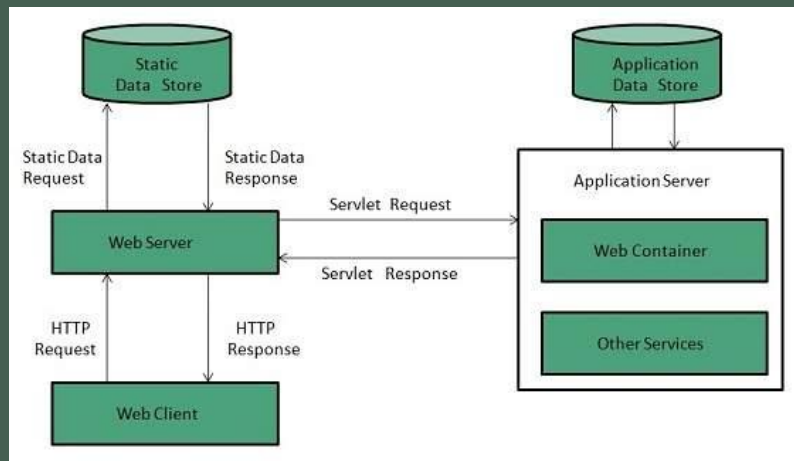 Static
Data Store
Application
Data Store
Static Data
Request
Static Data
Response
Application Server
Servlet Request
Web Server
Web Container
Servlet Response
HTTP
Request
HTTP
Response
Other Services
Web Client